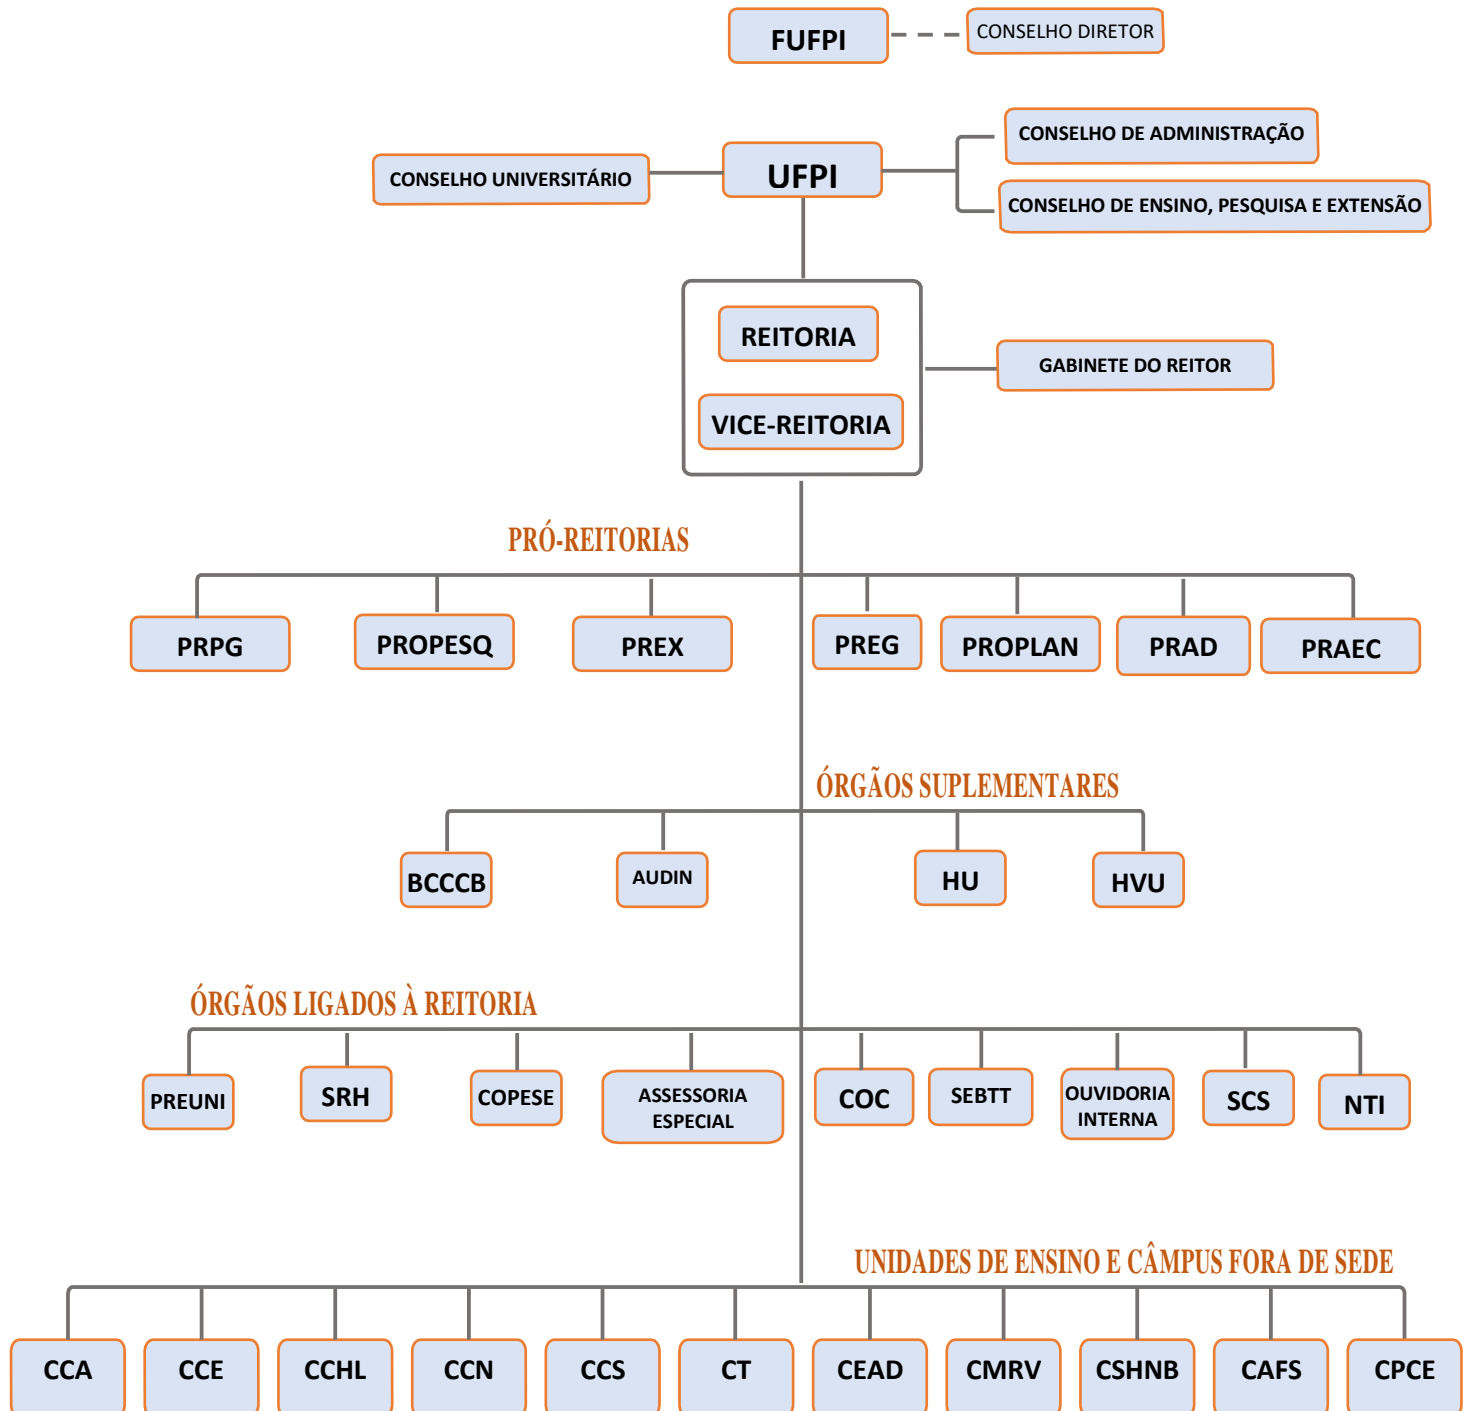 FUFPI
CONSELHO DIRETOR
CONSELHO DE ADMINISTRAÇÃO
CONSELHO UNIVERSITÁRIO
UFPI
CONSELHO DE ENSINO, PESQUISA E EXTENSÃO
REITORIA
GABINETE DO REITOR
VICE-REITORIA
PRÓ-REITORIAS
PRPG
PROPESQ
PREX
PREG
PROPLAN
PRAD
PRAEC
ÓRGÃOS SUPLEMENTARES
BCCCB
AUDIN
HU
HVU
ÓRGÃOS LIGADOS À REITORIA
PREUNI
SRH
COPESE
ASSESSORIA
ESPECIAL
COC
SEBTT
OUVIDORIA
INTERNA
SCS
NTI
UNIDADES DE ENSINO E CÂMPUS FORA DE SEDE
CCA
CCE
CCHL
CCN
CCS
CT
CEAD
CMRV
CSHNB
CAFS
CPCE